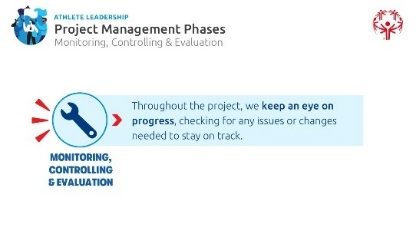 ATHLETE LEADERSHIP
Project Management Phases
Monitoring, Controlling & Evaluation
Throughout the project, we keep an eye on
progress, checking for any issues or changes
needed to stay on track.
MONITORING,
CONTROLLING
& EVALUATION